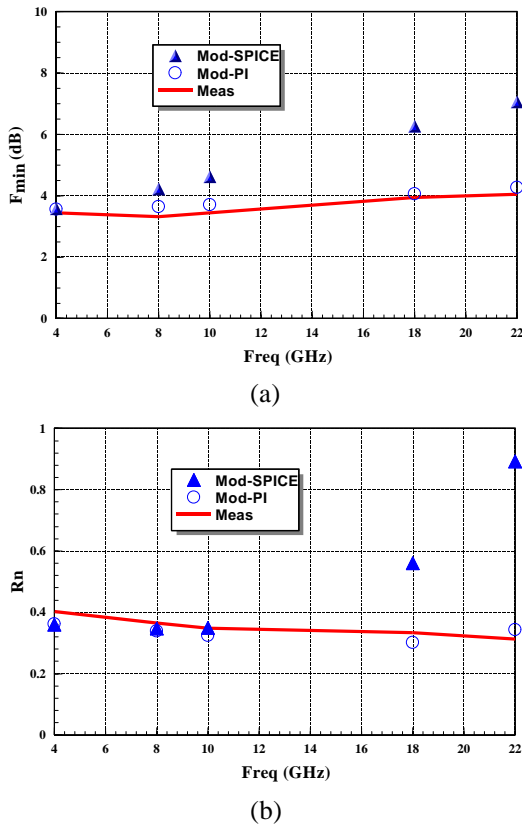 10
8
6
4
2
0
F_min (dB)
Mod-SPICE
Mod-PI
Meas
4 6 8 10 12 14 16 18 20 22
Freq (GHz)
(a)
1
0.8
0.6
0.4
0.2
0
Rn
Mod-SPICE
Mod-PI
Meas
4 6 8 10 12 14 16 18 20 22
Freq (GHz)
(b)